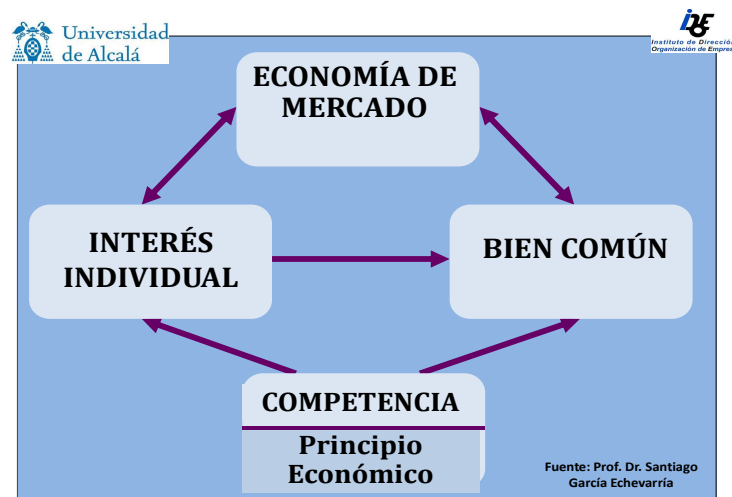 Universidad
de Alcalá
Instituto de Dirección
Organización de Empres
ECONOMÍA DE
MERCADO
INTERÉS
INDIVIDUAL
BIEN COMÚN
COMPETENCIA
Principio
Económico
Fuente: Prof. Dr. Santiago
García Echevarría